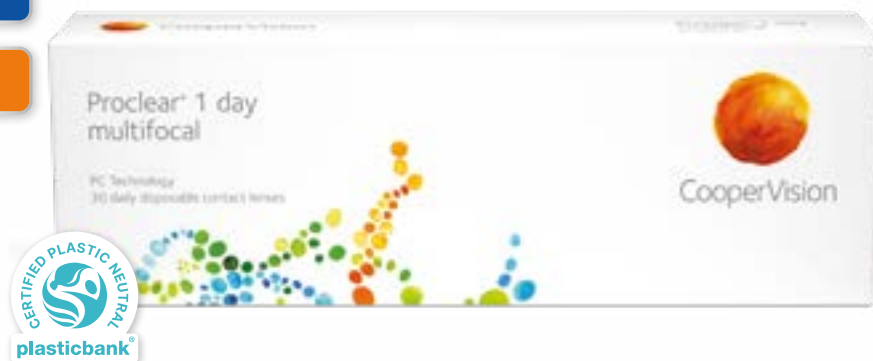 Proclear® 1 day
multifocal
PC Technology
30 daily disposable contact lenses
CooperVision
CERTIFIED PLASTIC NEUTRAL
plasticbank®